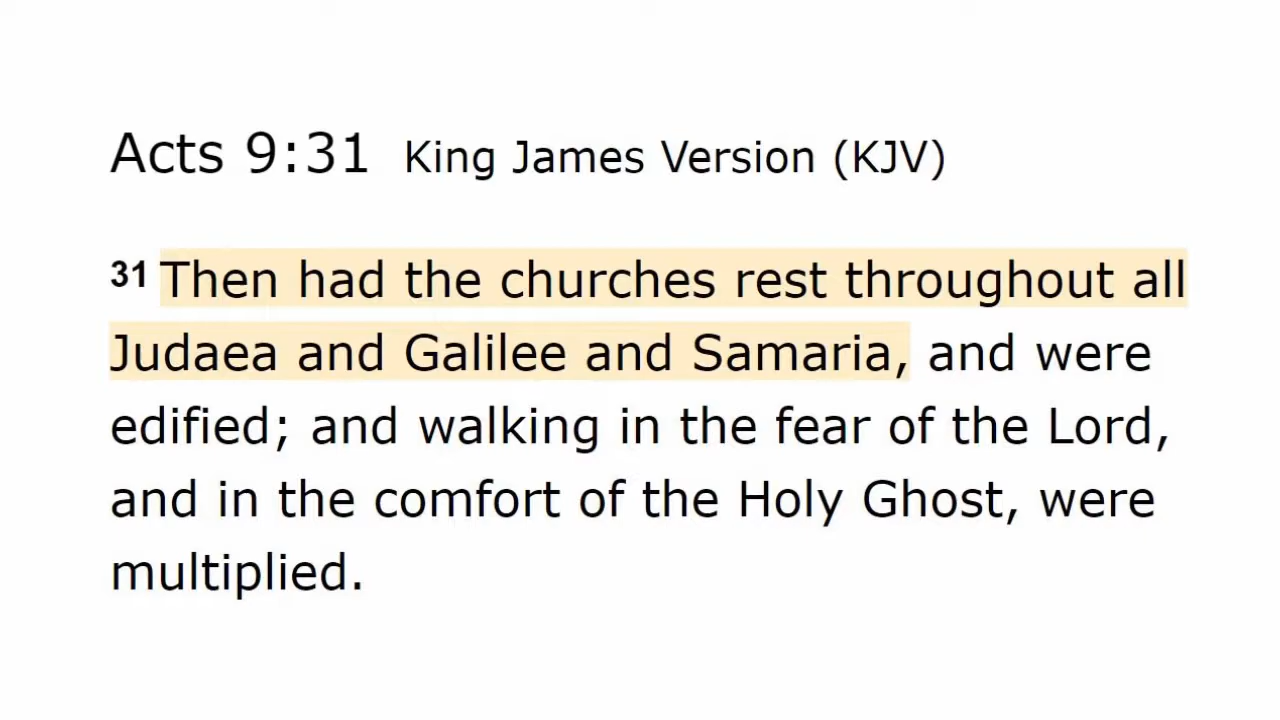 Acts 9:31 King James Version (KJV)
31 Then had the churches rest throughout all
Judaea and Galilee and Samaria, and were
edified; and walking in the fear of the Lord,
and in the comfort of the Holy Ghost, were
multiplied.